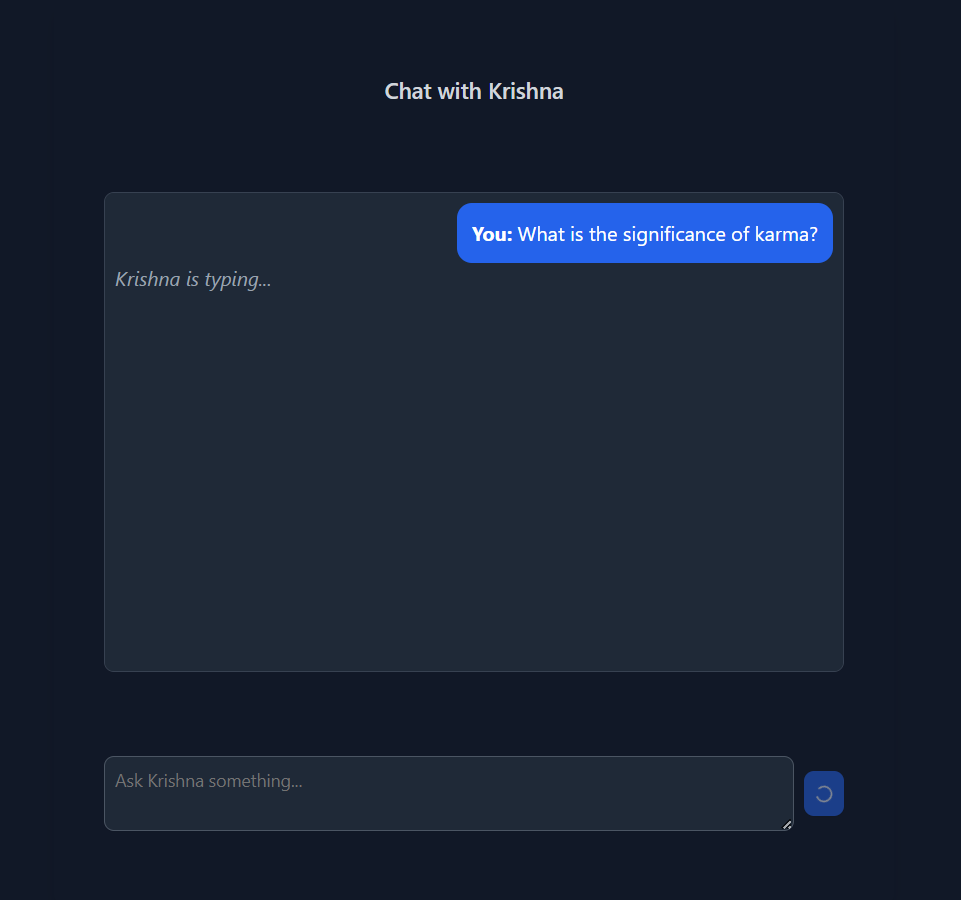 Chat with Krishna
You: What is the significance of karma?
Krishna is typing...
Ask Krishna something...